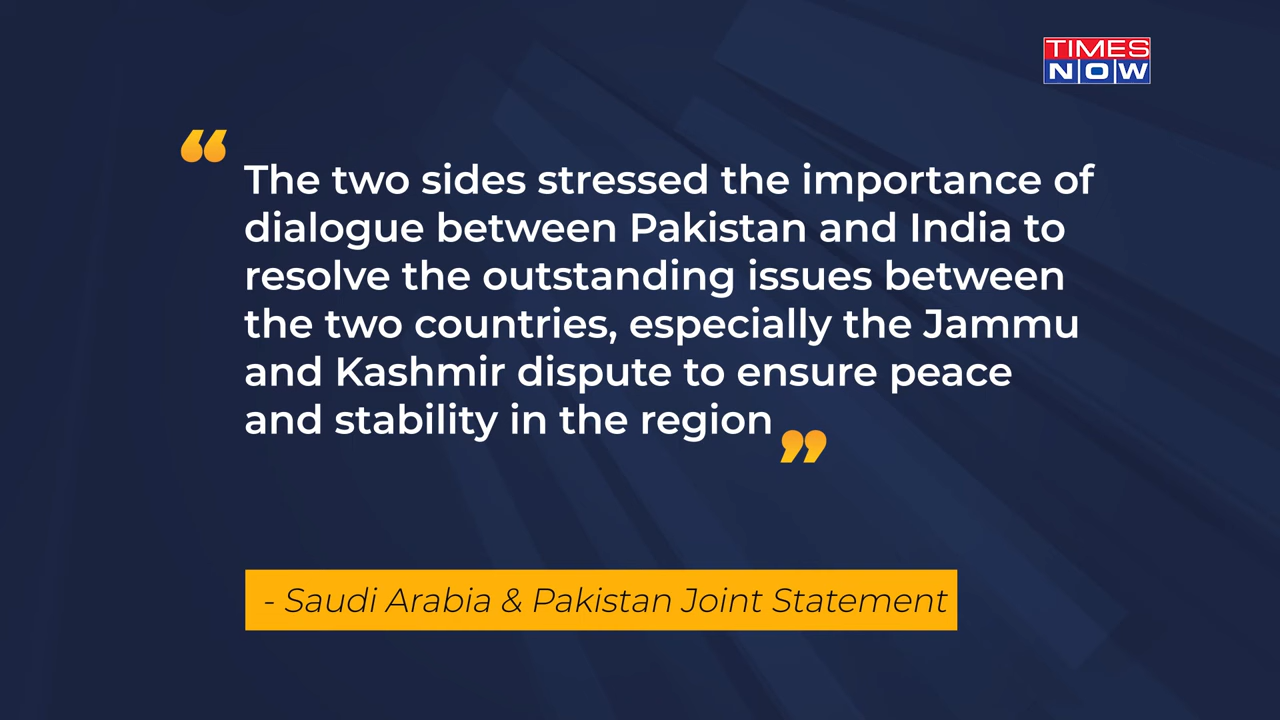 TIMES
NOW
“
The two sides stressed the importance of
dialogue between Pakistan and India to
resolve the outstanding issues between
the two countries, especially the Jammu
and Kashmir dispute to ensure peace
and stability in the region
”
- Saudi Arabia & Pakistan Joint Statement